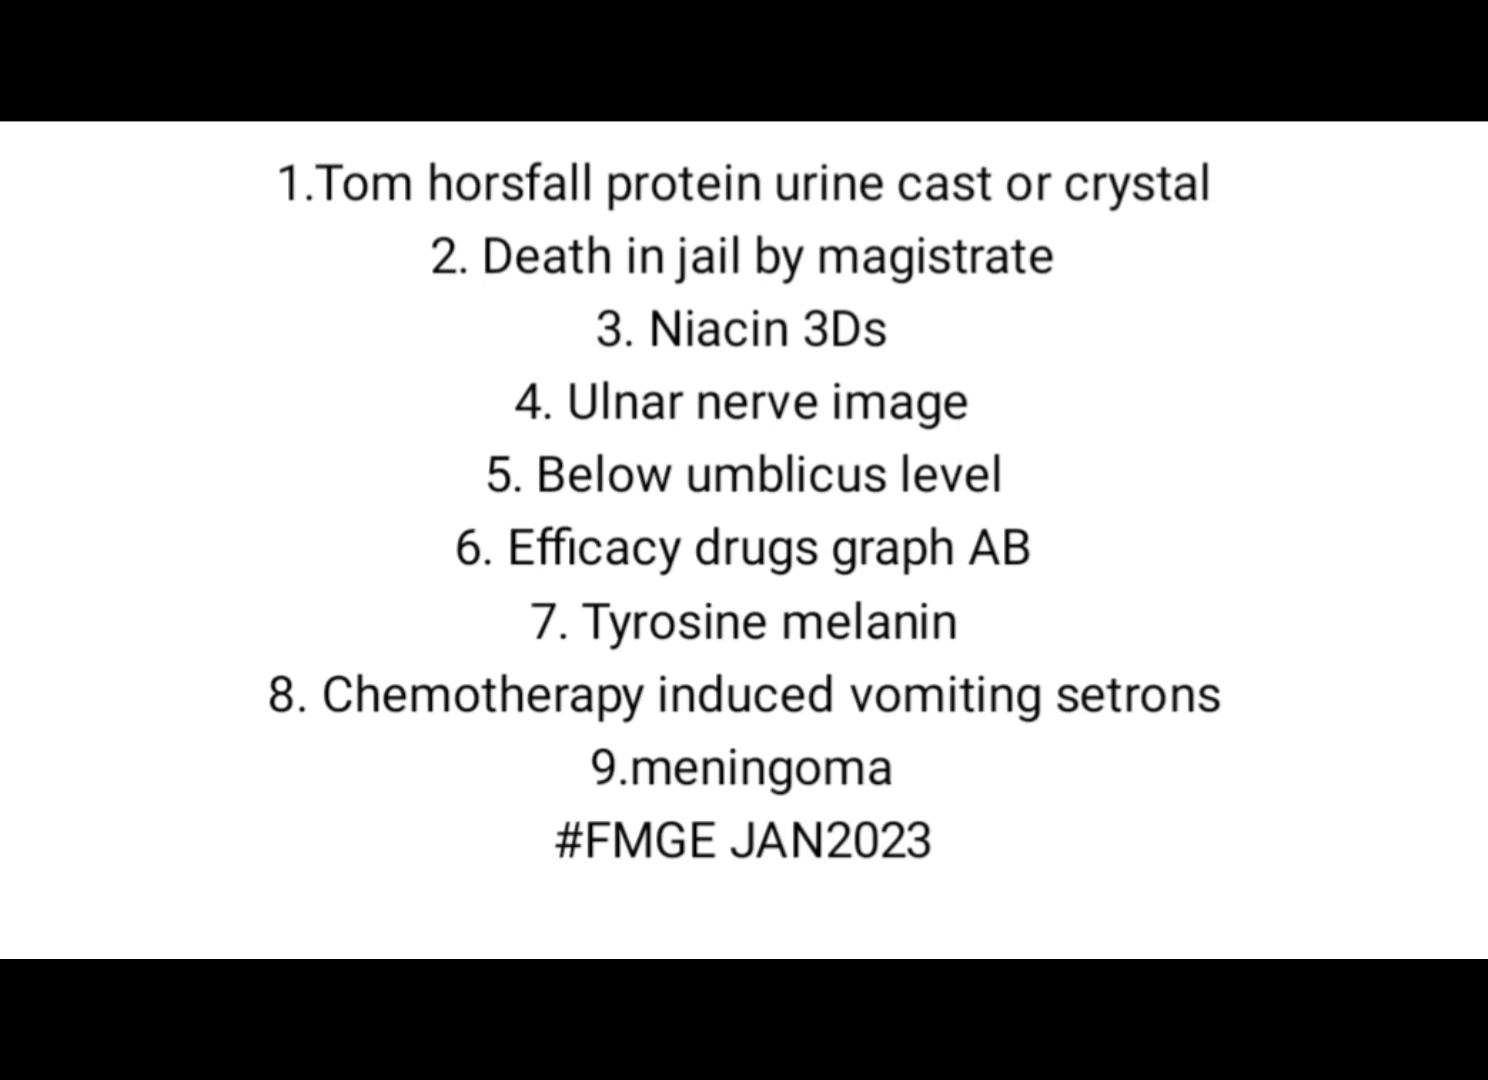 1.Tom horsfall protein urine cast or crystal
2. Death in jail by magistrate
3. Niacin 3Ds
4. Ulnar nerve image
5. Below umblicus level
6. Efficacy drugs graph AB
7. Tyrosine melanin
8. Chemotherapy induced vomiting setrons
9.meningoma
#FMGE JAN2023